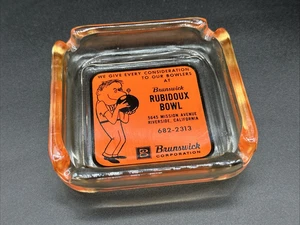 WE GIVE EVERY CONSIDERATION
TO OUR BOWLERS
AT
Brunswick
RUBIDOUX
BOWL
5645 MISSION AVENUE
RIVERSIDE, CALIFORNIA
682-2313
B Brunswick
CORPORATION